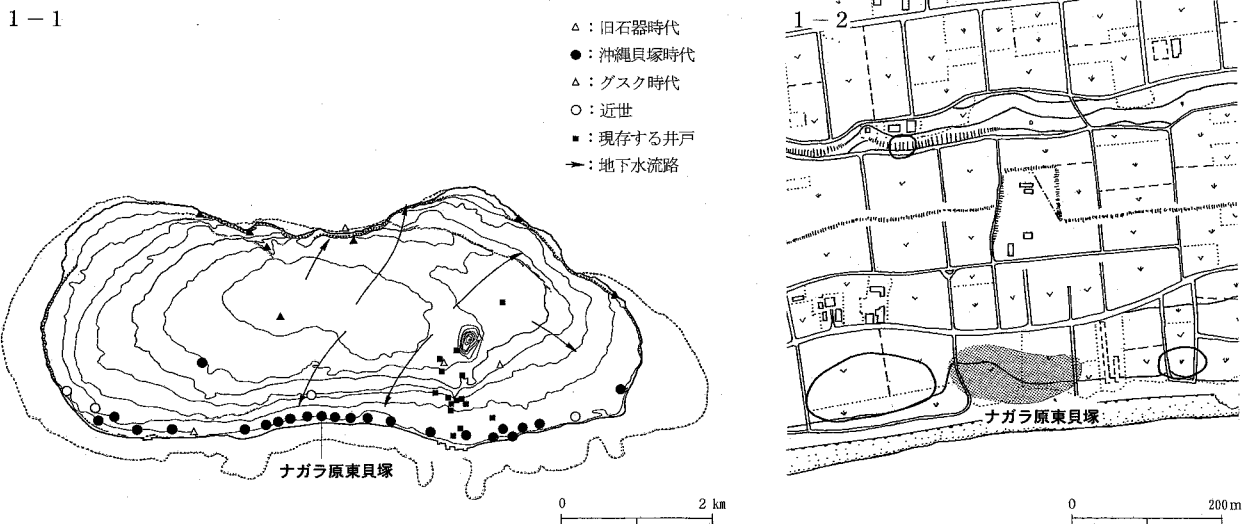 1－1
△：旧石器時代
●：沖縄貝塚時代
△：グスク時代
○：近世
■：現存する井戸
→：地下水流路
ナガラ原東貝塚
0 2 km
1－2
ナガラ原東貝塚
0 200m